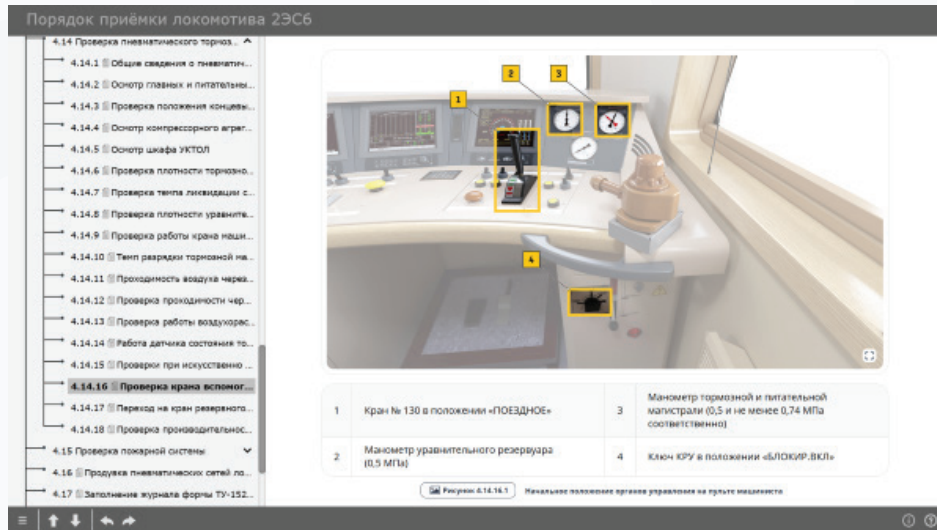 Порядок приёмки локомотива 2ЭС6
4.14 Проверка пневматического тормоз...
4.14.1 Общие сведения о пневматич...
4.14.2 Осмотр главных и питательны...
4.14.3 Проверка положения концевы...
4.14.4 Осмотр компрессорного агрег...
4.14.5 Осмотр шкафа УКТОЛ
4.14.6 Проверка плотности тормозно...
4.14.7 Проверка темпа ликвидации с...
4.14.8 Проверка плотности уравните...
4.14.9 Проверка работы крана маши...
4.14.10 Темп разрядки тормозной ма...
4.14.11 Проходимость воздуха через...
4.14.12 Проверка проходимости чер...
4.14.13 Проверка работы воздухорас...
4.14.14 Работа датчика состояния то...
4.14.15 Проверки при искусственно ...
4.14.16 Проверка крана вспомог...
4.14.17 Переход на кран резервного...
4.14.18 Проверка производительнос...
4.15 Проверка пожарной системы
4.16 Продувка пневматических сетей ло...
4.17 Заполнение журнала формы ТУ-152...
1
2
3
4
1 Кран № 130 в положении «ПОЕЗДНОЕ»
3 Манометр тормозной и питательной
магистрали (0,5 и не менее 0,74 МПа
соответственно)
2 Манометр уравнительного резервуара
(0,5 МПа)
4 Ключ КРУ в положении «БЛОКИР.ВКЛ»
Рисунок 4.14.16.1 Начальное положение органов управления на пульте машиниста